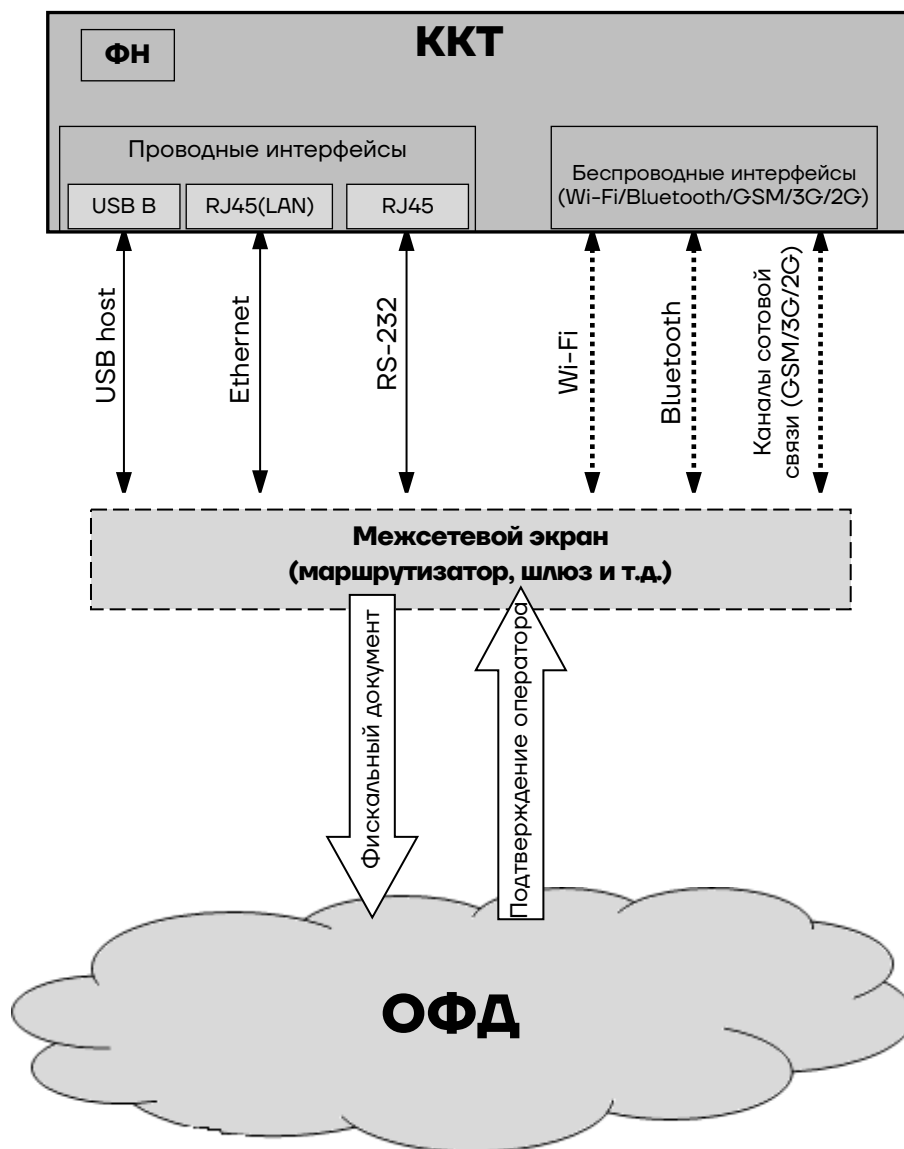 ККТ
ФН
Проводные интерфейсы
USB B
RJ45(LAN)
RJ45
Беспроводные интерфейсы
(Wi-Fi/Bluetooth/GSM/3G/2G)
USB host
Ethernet
RS-232
Wi-Fi
Bluetooth
Каналы сотовой
связи (GSM/3G/2G)
Межсетевой экран
(маршрутизатор, шлюз и т.д.)
Фискальный документ
Подтверждение оператора
ОФД